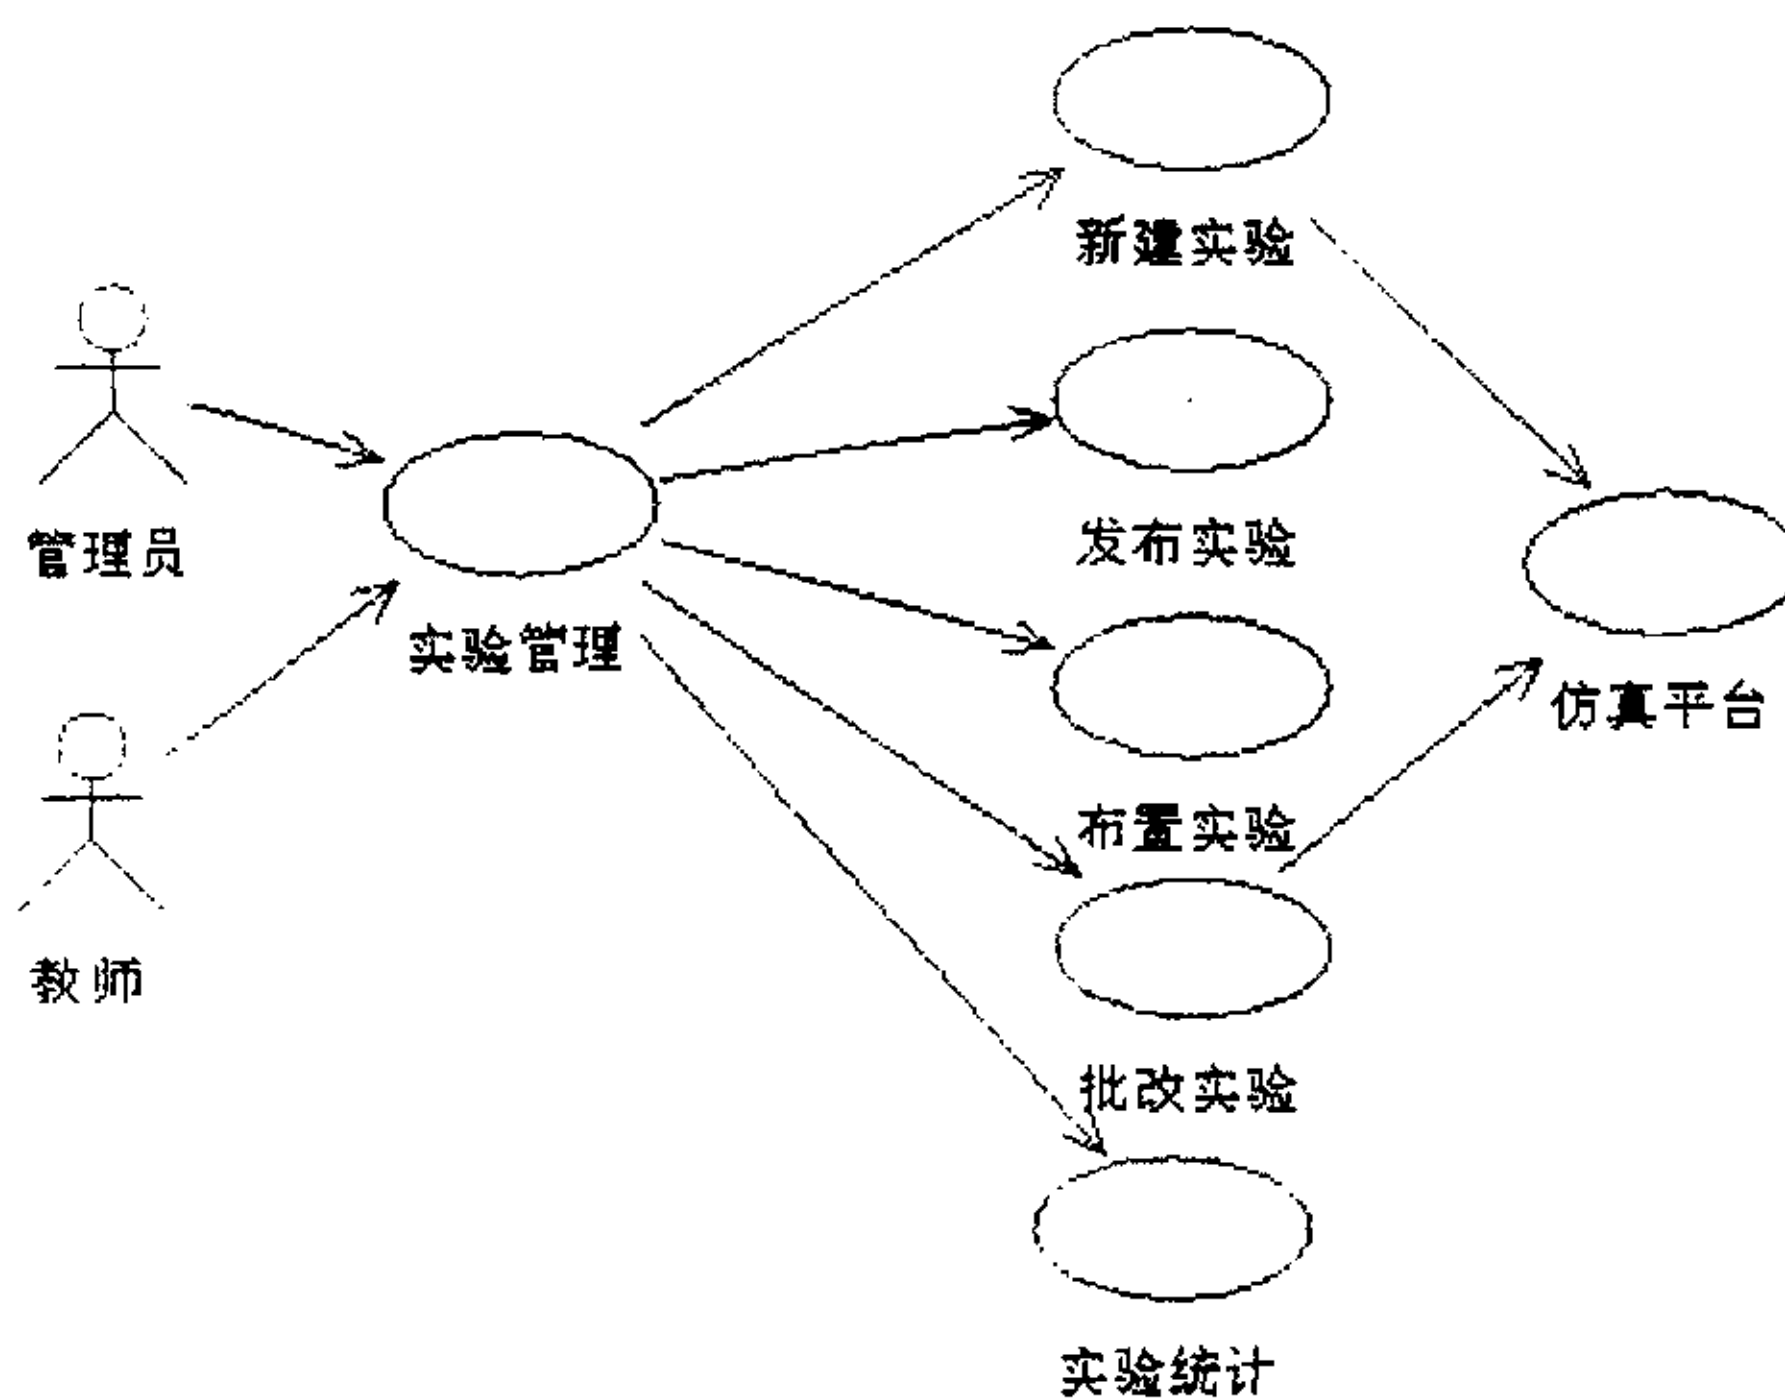 新建实验
管理员
发布实验
实验管理
仿真平台
布置实验
教师
批改实验
实验统计